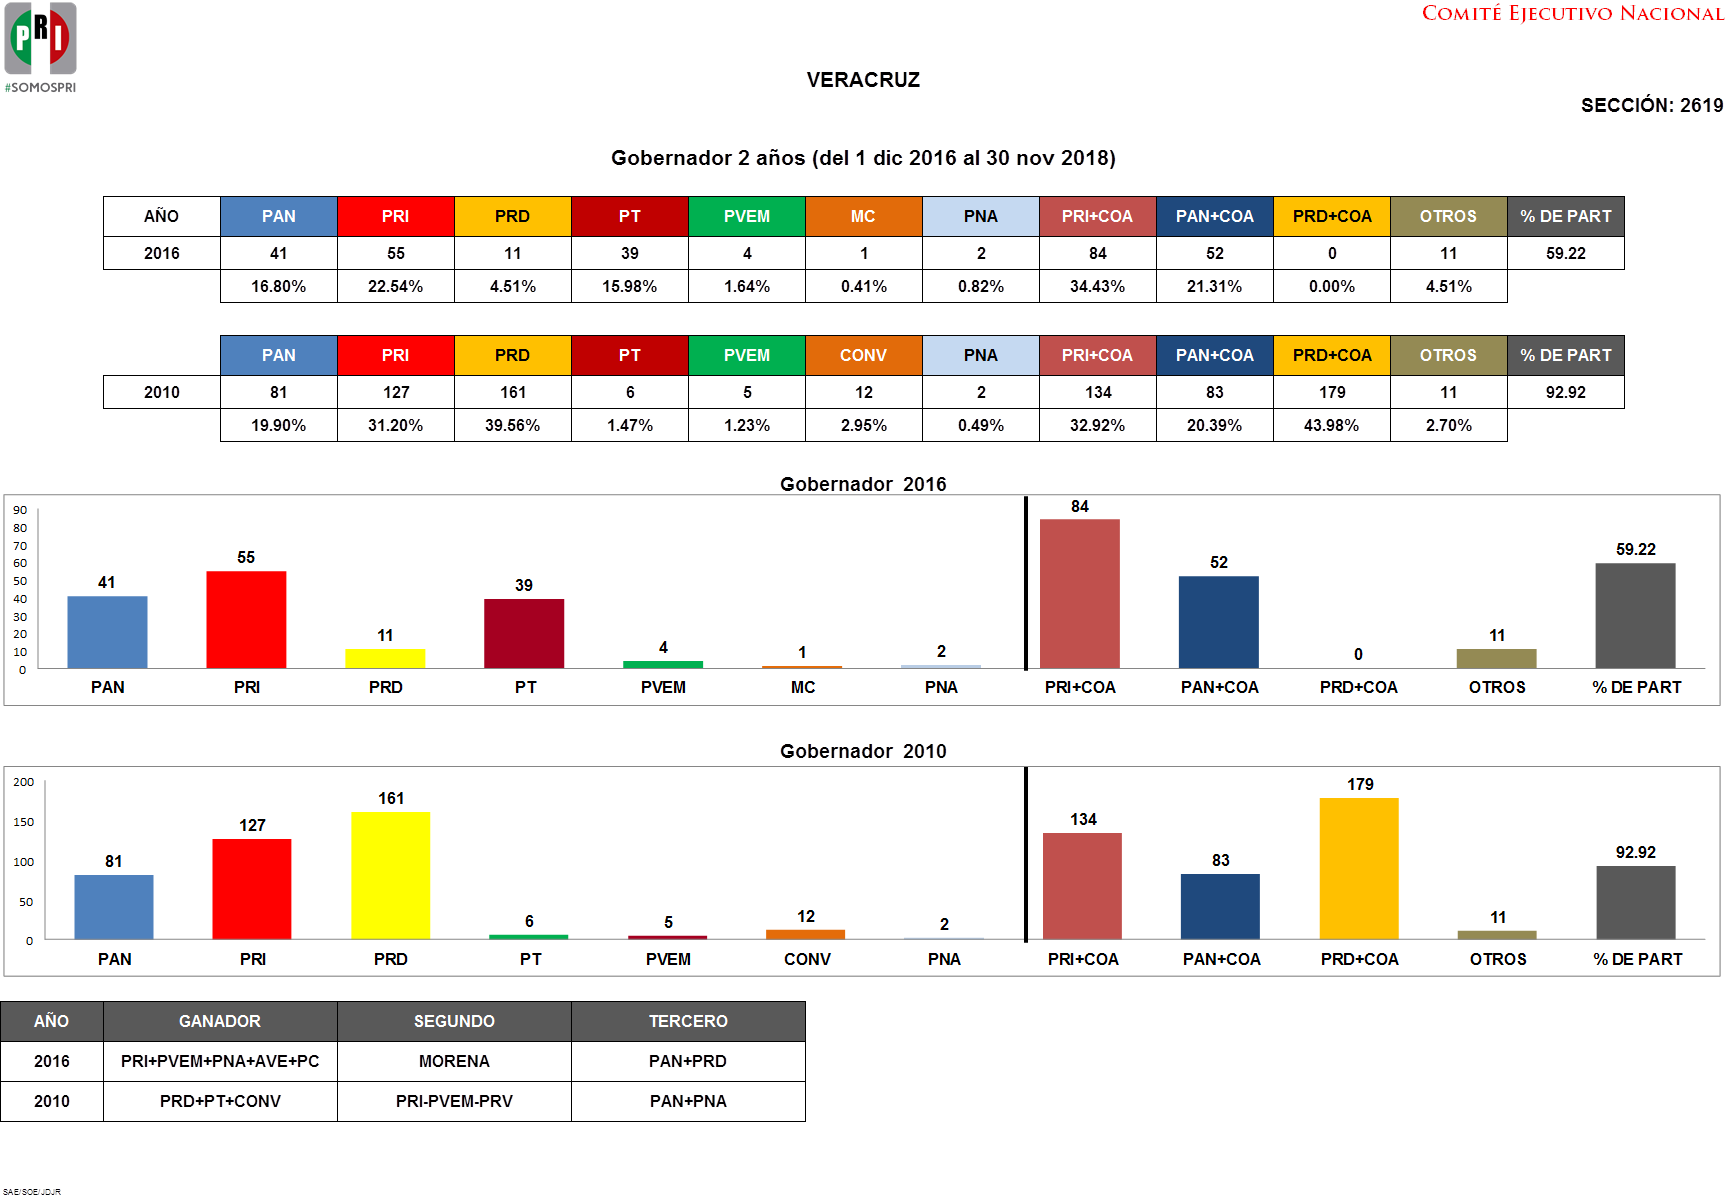 PRI
#SOMOSPRI
COMITÉ EJECUTIVO NACIONAL
VERACRUZ
SECCIÓN: 2619
Gobernador 2 años (del 1 dic 2016 al 30 nov 2018)
AÑO PAN PRI PRD PT PVEM MC PNA PRI+COA PAN+COA PRD+COA OTROS % DE PART
2016 41 55 11 39 4 1 2 84 52 0 11 59.22
16.80% 22.54% 4.51% 15.98% 1.64% 0.41% 0.82% 34.43% 21.31% 0.00% 4.51%
PAN PRI PRD PT PVEM CONV PNA PRI+COA PAN+COA PRD+COA OTROS % DE PART
2010 81 127 161 6 5 12 2 134 83 179 11 92.92
19.90% 31.20% 39.56% 1.47% 1.23% 2.95% 0.49% 32.92% 20.39% 43.98% 2.70%
Gobernador 2016
90
80
70
60
50
40
30
20
10
0
41 55 11 39 4 1 2 84 52 0 11 59.22
PAN PRI PRD PT PVEM MC PNA PRI+COA PAN+COA PRD+COA OTROS % DE PART
Gobernador 2010
200
150
100
50
0
81 127 161 6 5 12 2 134 83 179 11 92.92
PAN PRI PRD PT PVEM CONV PNA PRI+COA PAN+COA PRD+COA OTROS % DE PART
AÑO GANADOR SEGUNDO TERCERO
2016 PRI+PVEM+PNA+AVE+PC MORENA PAN+PRD
2010 PRD+PT+CONV PRI-PVEM-PRV PAN+PNA
SAE/SOE/JDJR